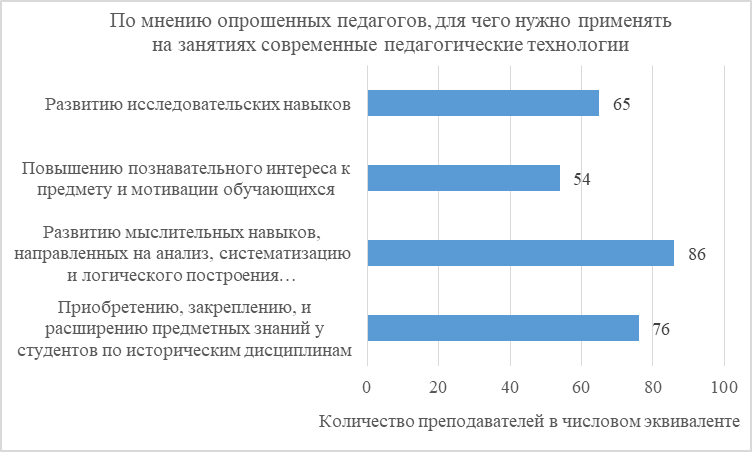 По мнению опрошенных педагогов, для чего нужно применять
на занятиях современные педагогические технологии
Развитию исследовательских навыков
65
Повышению познавательного интереса к
предмету и мотивации обучающихся
54
Развитию мыслительных навыков,
направленных на анализ, систематизацию
и логического построения…
86
Приобретению, закреплению, и
расширению предметных знаний у
студентов по историческим дисциплинам
76
0 20 40 60 80 100
Количество преподавателей в числовом эквиваленте